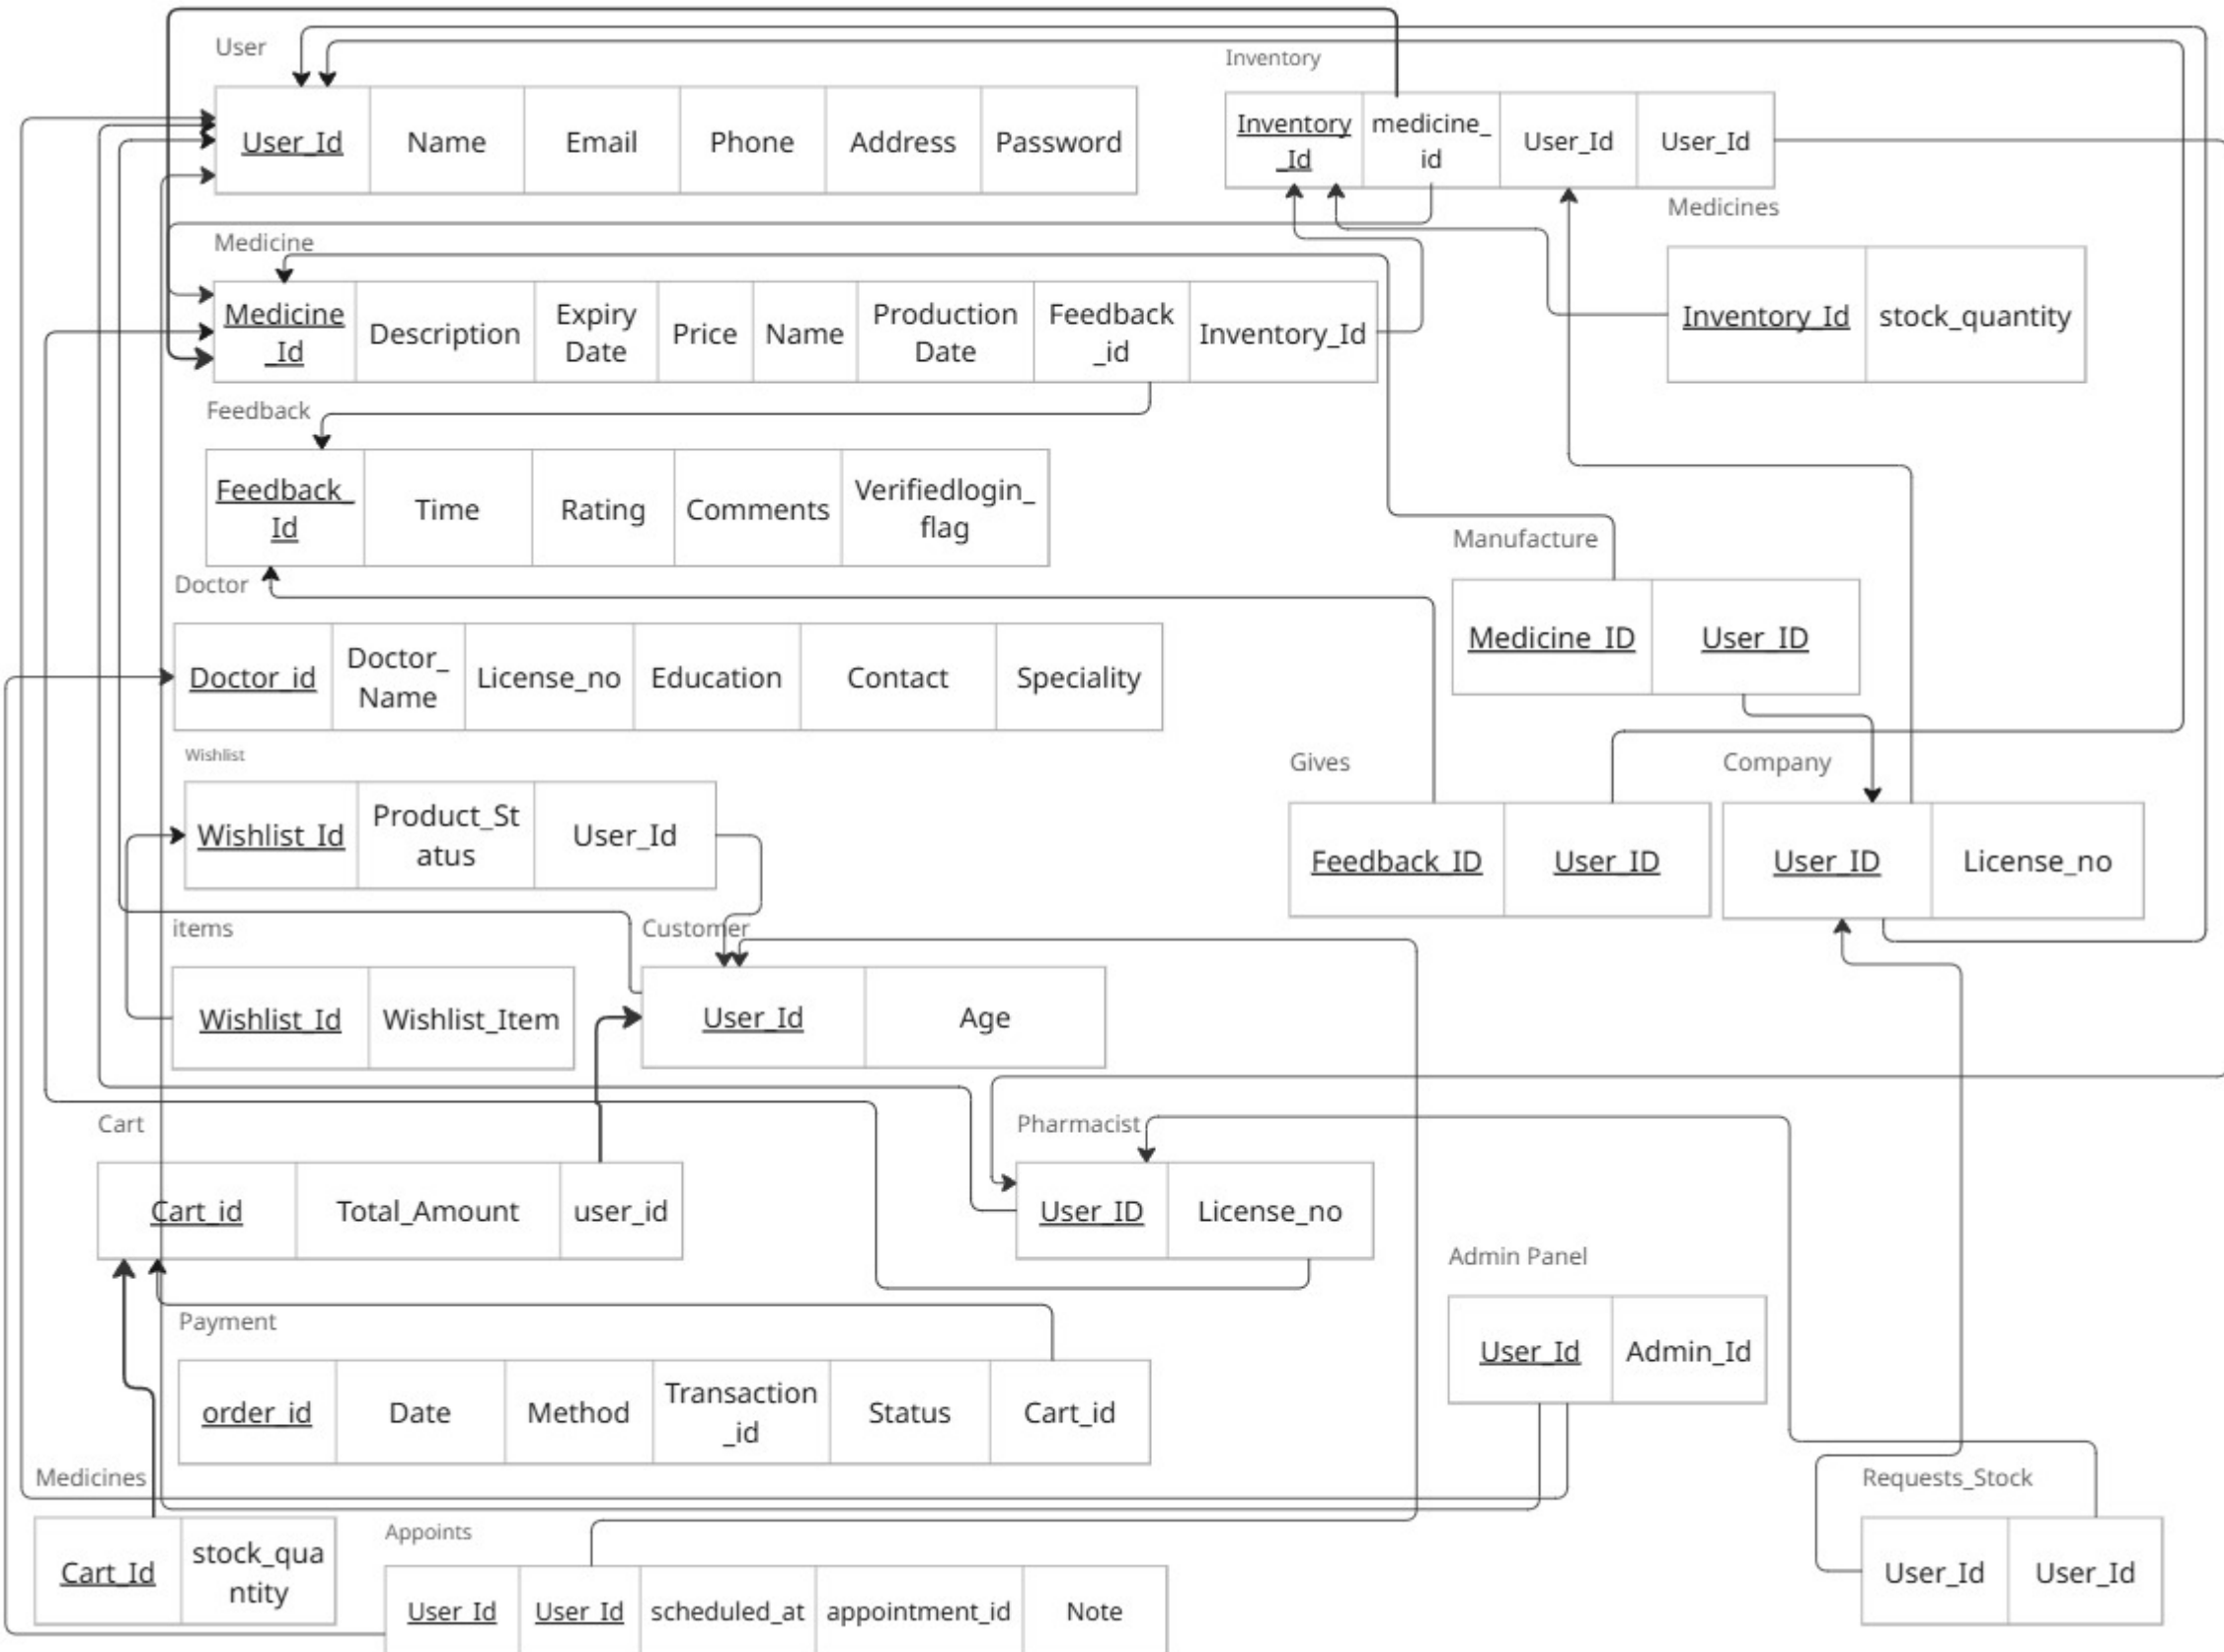 User
User_Id
Name
Email
Phone
Address
Password
Inventory
Inventory
_Id
medicine_
id
User_Id
User_Id
Medicines
Inventory_Id
stock_quantity
Medicine
Medicine
_Id
Description
Expiry
Date
Price
Name
Production
Date
Feedback
_id
Inventory_Id
Feedback
Feedback_
Id
Time
Rating
Comments
Verifiedlogin_
flag
Manufacture
Medicine_ID
User_ID
Doctor
Doctor_id
Doctor_
Name
License_no
Education
Contact
Speciality
Wishlist
Wishlist_Id
Product_St
atus
User_Id
Gives
Feedback_ID
User_ID
Company
User_ID
License_no
items
Wishlist_Id
Wishlist_Item
Customer
User_Id
Age
Cart
Cart_id
Total_Amount
user_id
Pharmacist
User_ID
License_no
Admin Panel
User_Id
Admin_Id
Payment
order_id
Date
Method
Transaction
_id
Status
Cart_id
Medicines
Cart_Id
stock_qua
ntity
Appoints
User_Id
User_Id
scheduled_at
appointment_id
Note
Requests_Stock
User_Id
User_Id